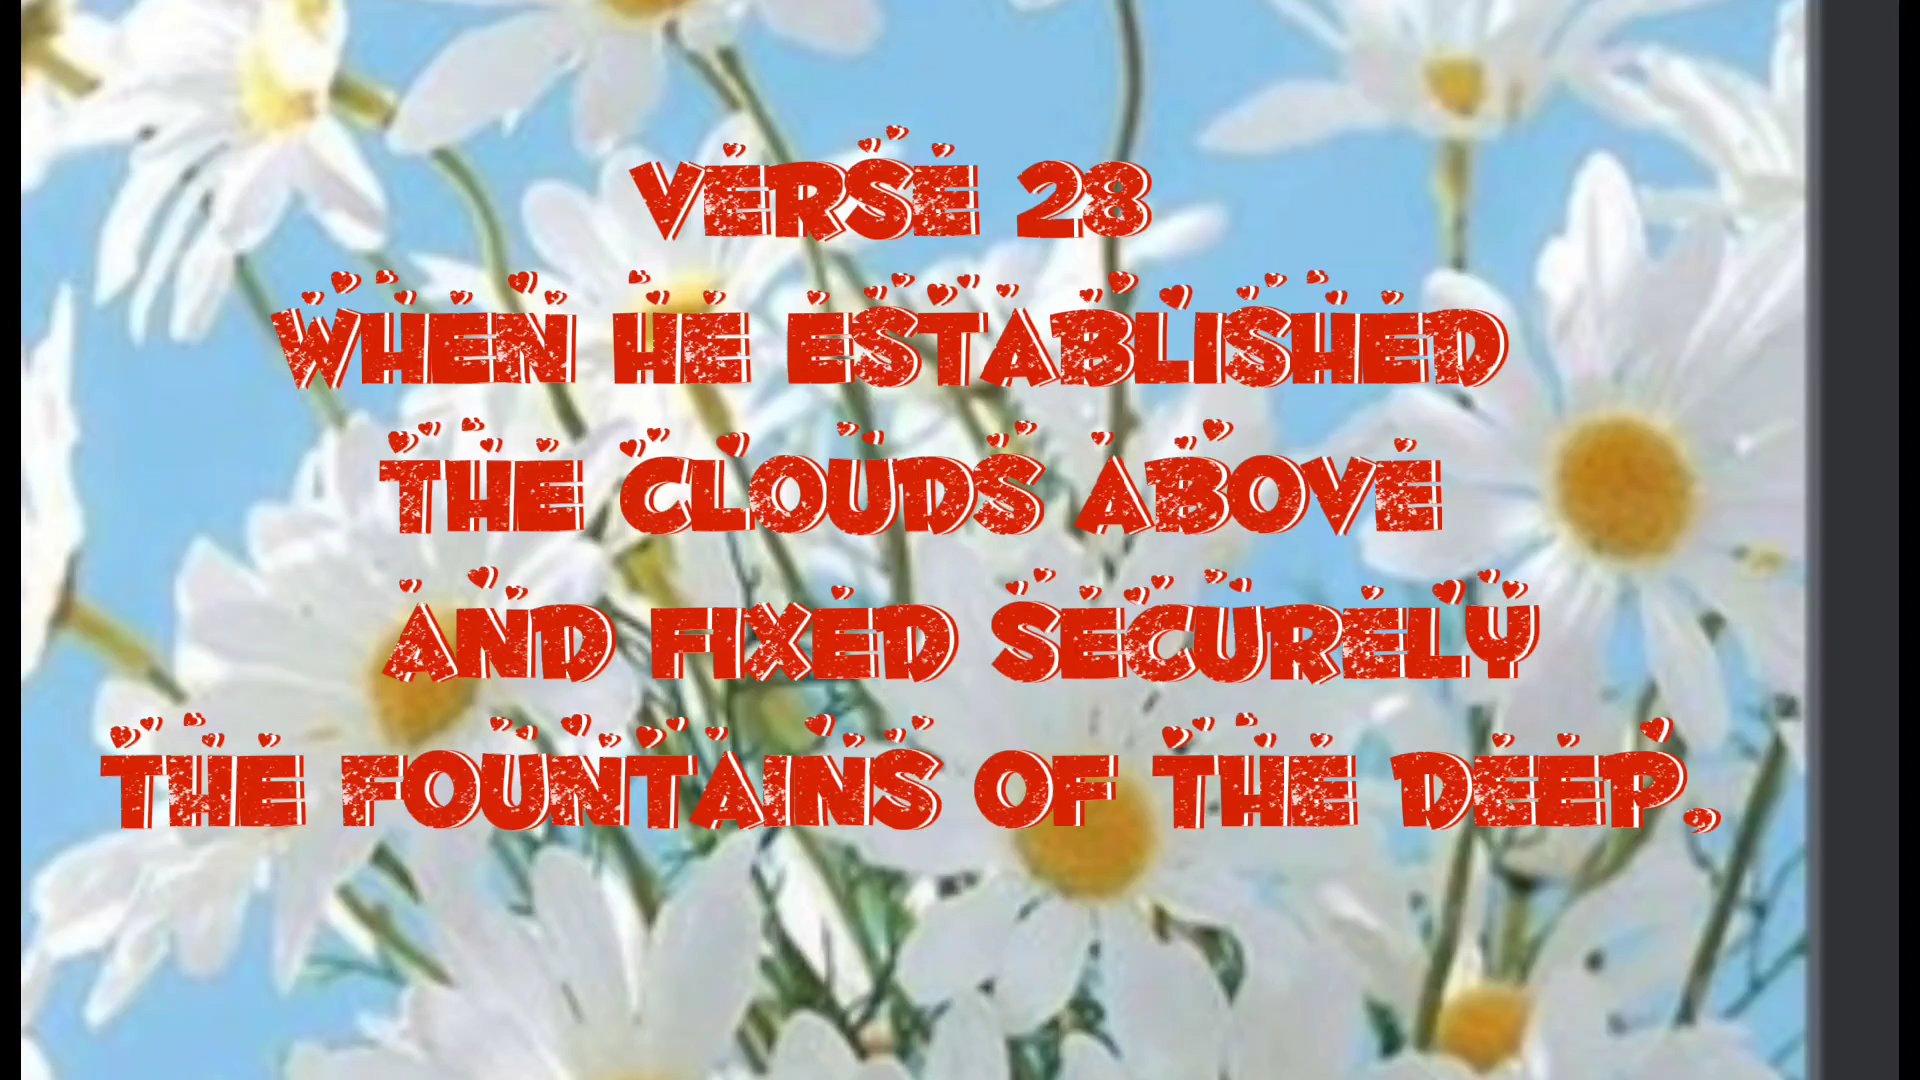 VERSE 28
WHEN HE ESTABLISHED
THE CLOUDS ABOVE
AND FIXED SECURELY
THE FOUNTAINS OF THE DEEP,